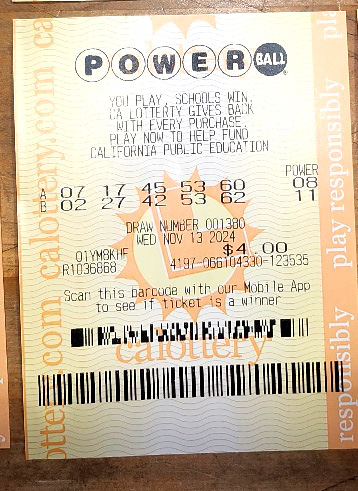 POWERBALL
YOU PLAY, SCHOOLS WIN.
CA LOTTERTY GIVES BACK
WITH EVERY PURCHASE.
PLAY NOW TO HELP FUND
CALIFORNIA PUBLIC EDUCATION
POWER
A 07 17 45 53 60 08
B 02 27 42 53 62 11
DRAW NUMBER 001380
WED NOV 13 2024
$4.00
01YM8KHF
R1036868 4197-066104330-123535
Scan this barcode with our Mobile App
to see if ticket is a winner
calottery
calottery.com calottery.com
play responsibly